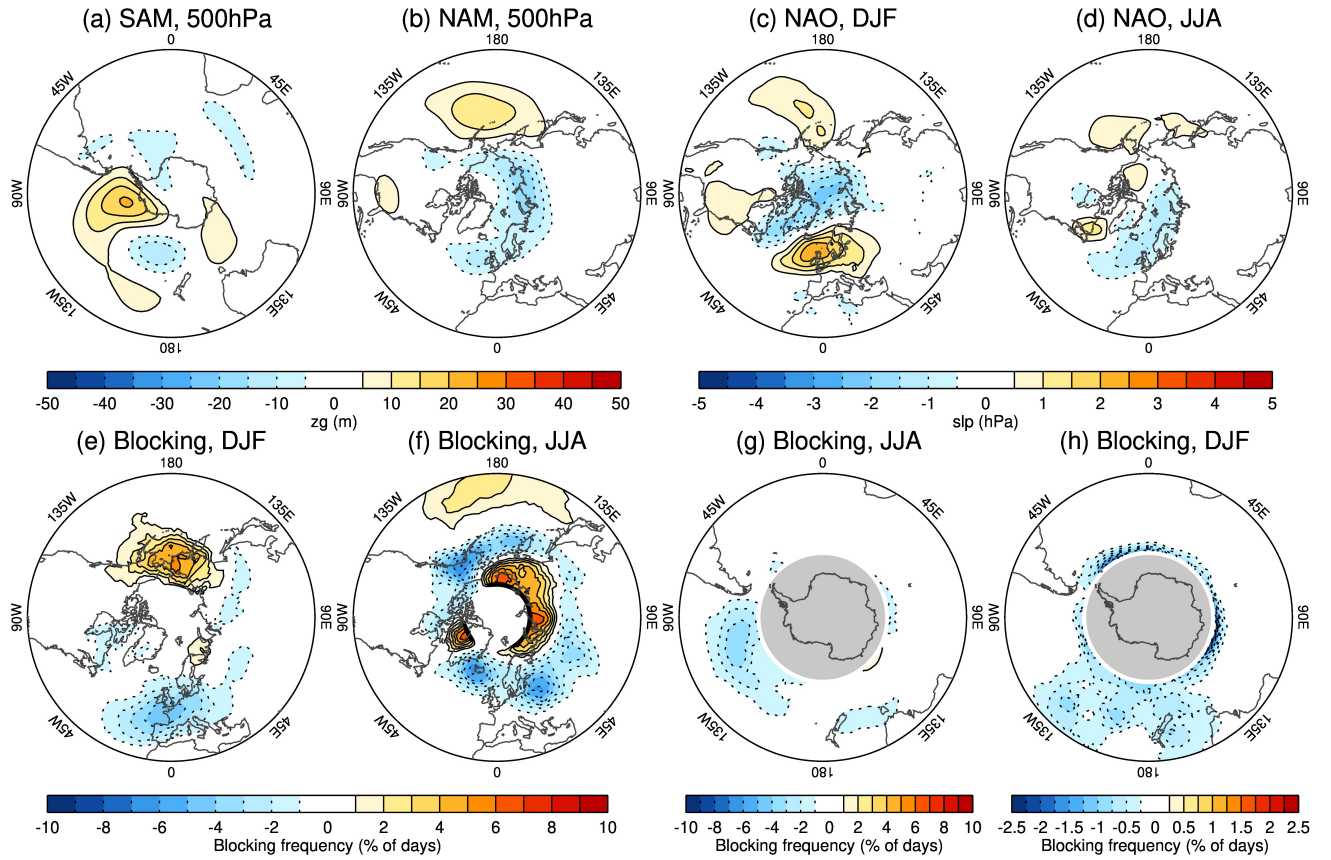 (a) SAM, 500hPa
(b) NAM, 500hPa
(c) NAO, DJF
(d) NAO, JJA
0
180
180
180
45W
45E
135W
135E
135W
135E
135W
135E
90W
90E
90W
90E
90W
90E
90W
90E
135W
135E
45W
45E
45W
45E
45W
45E
180
0
0
0
-50 -40 -30 -20 -10 0 10 20 30 40 50
zg (m)
-5 -4 -3 -2 -1 0 1 2 3 4 5
slp (hPa)
(e) Blocking, DJF
(f) Blocking, JJA
(g) Blocking, JJA
(h) Blocking, DJF
180
180
0
0
135W
135E
135W
135E
45W
45E
45W
45E
90W
90E
90W
90E
90W
90E
90W
90E
45W
45E
45W
45E
135W
135E
135W
135E
0
0
180
180
-10 -8 -6 -4 -2 0 2 4 6 8 10
Blocking frequency (% of days)
-10 -8 -6 -4 -2 0 2 4 6 8 10
Blocking frequency (% of days)
-2.5 -2 -1.5 -1 -0.5 0 0.5 1 1.5 2 2.5
Blocking frequency (% of days)